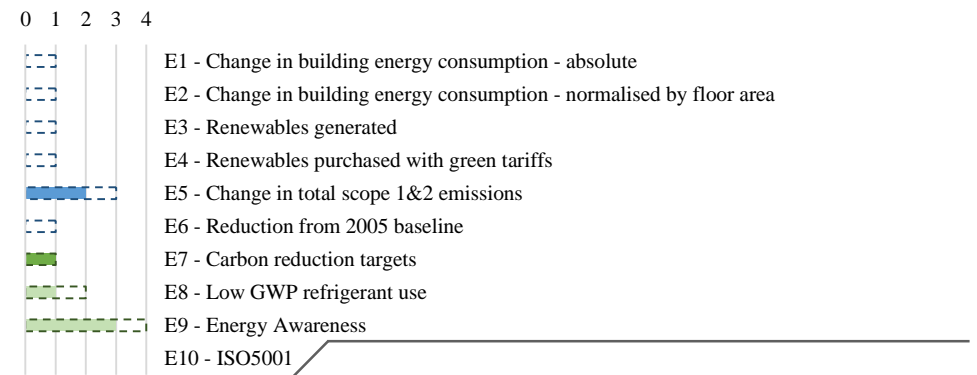 0 1 2 3 4
E1 - Change in building energy consumption - absolute
E2 - Change in building energy consumption - normalised by floor area
E3 - Renewables generated
E4 - Renewables purchased with green tariffs
E5 - Change in total scope 1&2 emissions
E6 - Reduction from 2005 baseline
E7 - Carbon reduction targets
E8 - Low GWP refrigerant use
E9 - Energy Awareness
E10 - ISO5001